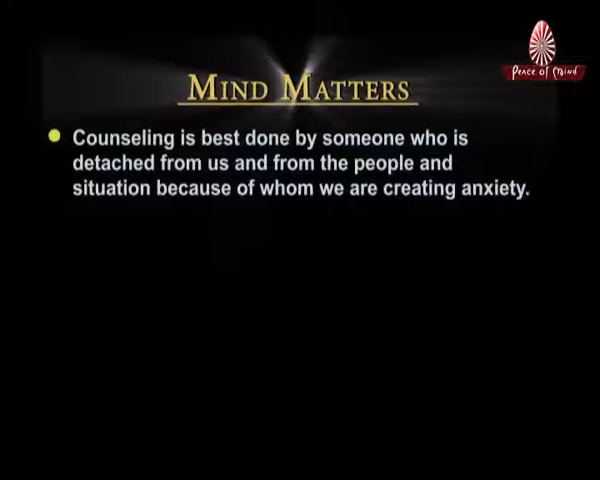 Peace of Mind
MIND MATTERS
Counseling is best done by someone who is
detached from us and from the people and
situation because of whom we are creating anxiety.